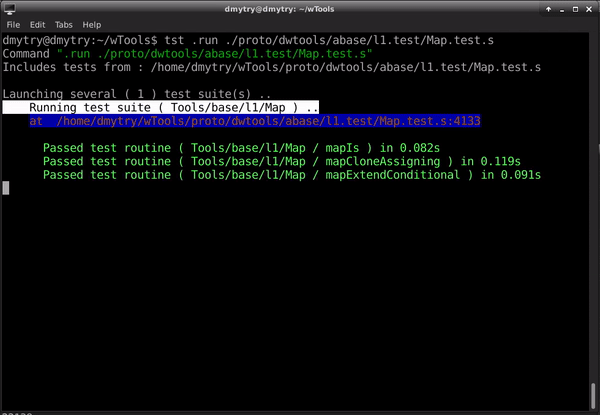 dmytry@dmytry: ~/wTools
File Edit Tabs Help
dmytry@dmytry:~/wTools$ tst .run ./proto/dwtools/abase/l1.test/Map.test.s
Command ".run ./proto/dwtools/abase/l1.test/Map.test.s"
Includes tests from : /home/dmytry/wTools/proto/dwtools/abase/l1.test/Map.test.s
Launching several ( 1 ) test suite(s) ..
Running test suite ( Tools/base/l1/Map ) ..
at /home/dmytry/wTools/proto/dwtools/abase/l1.test/Map.test.s:4133
Passed test routine ( Tools/base/l1/Map / mapIs ) in 0.082s
Passed test routine ( Tools/base/l1/Map / mapCloneAssigning ) in 0.119s
Passed test routine ( Tools/base/l1/Map / mapExtendConditional ) in 0.091s